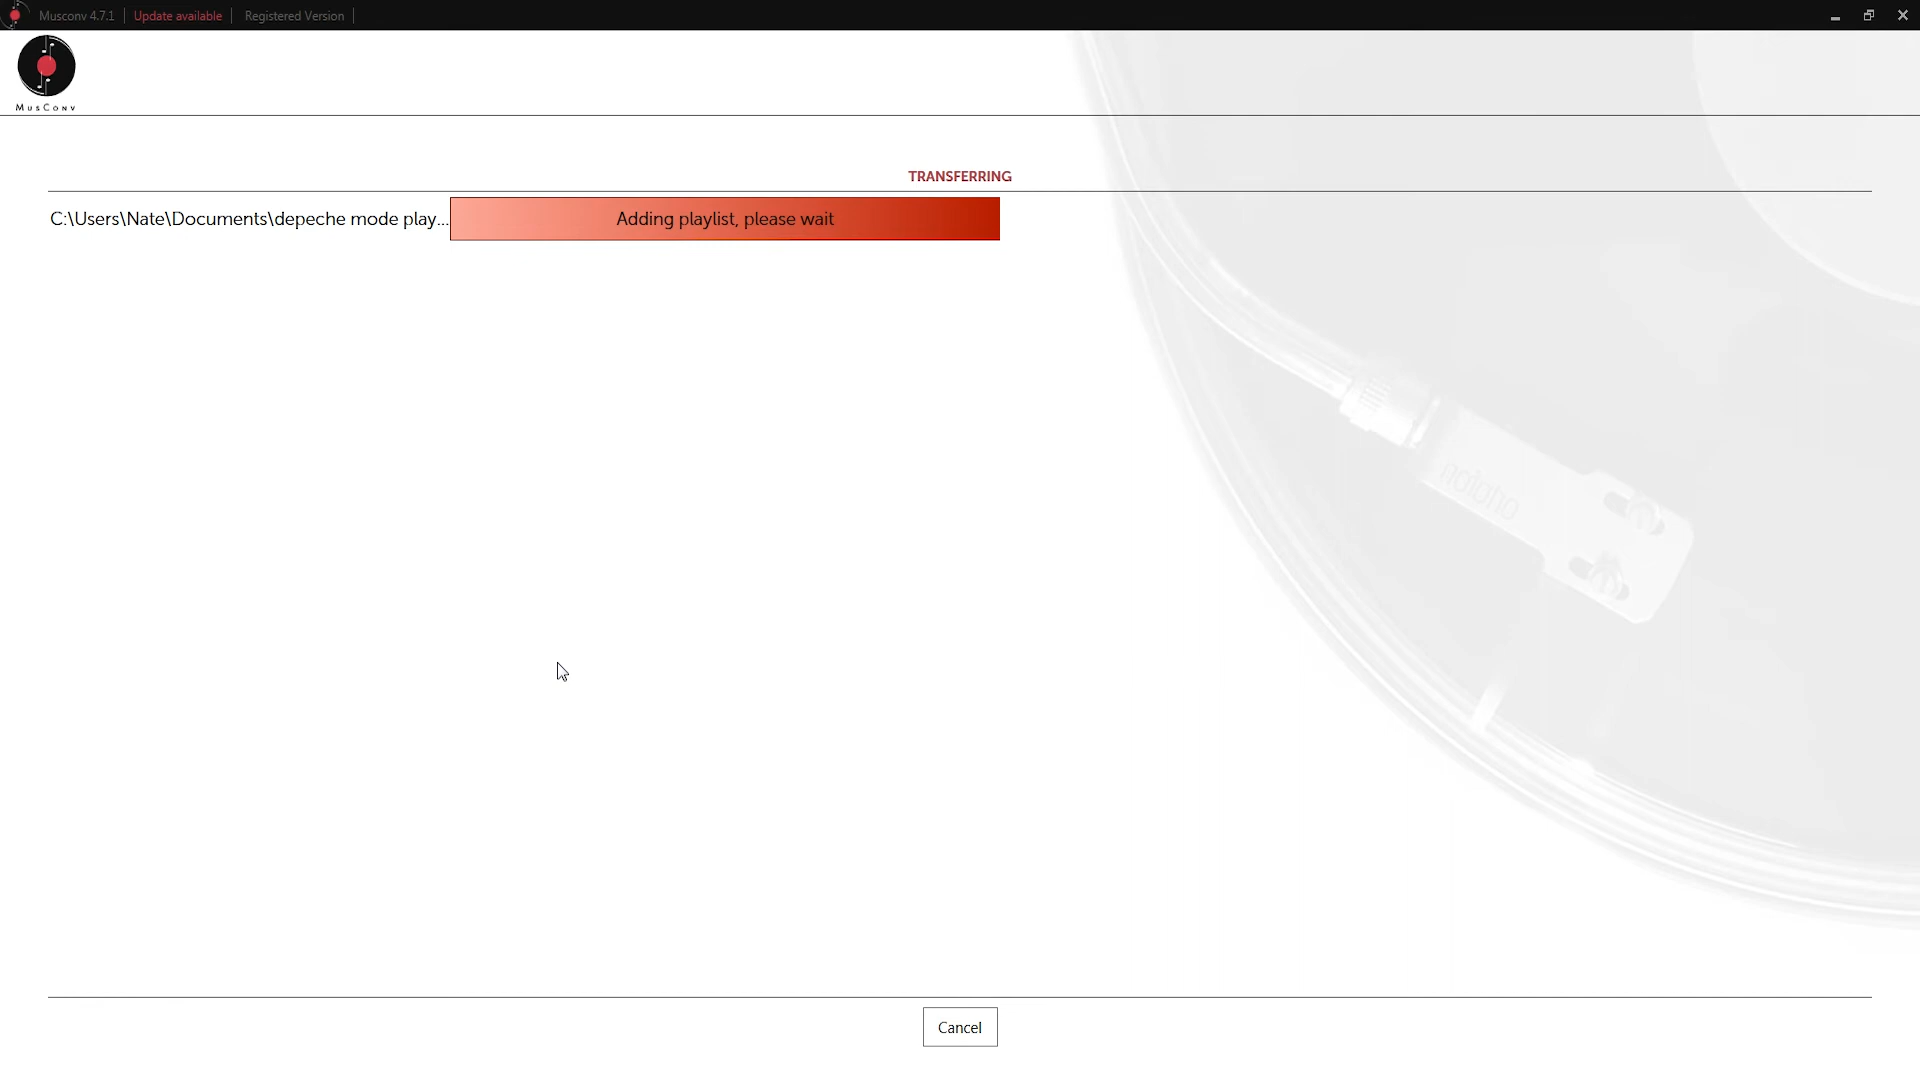 Musconv 4.7.1 | Update available | Registered Version |
MusConv
TRANSFERRING
C:\Users\Nate\Documents\depeche mode play...
Adding playlist, please wait
ortofon
Cancel